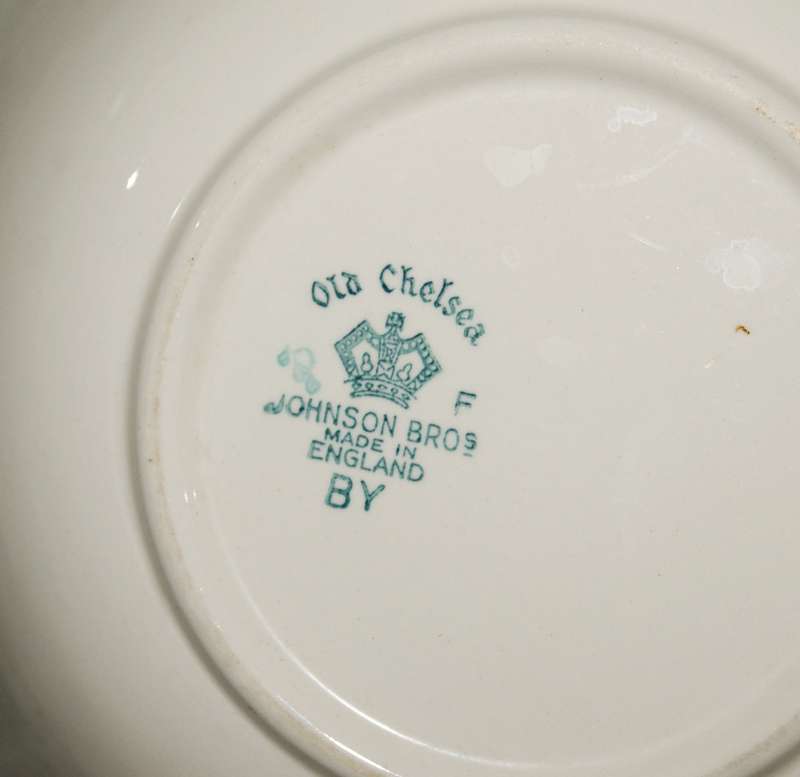 Old Chelsea
F
JOHNSON BROS
MADE IN
ENGLAND
BY